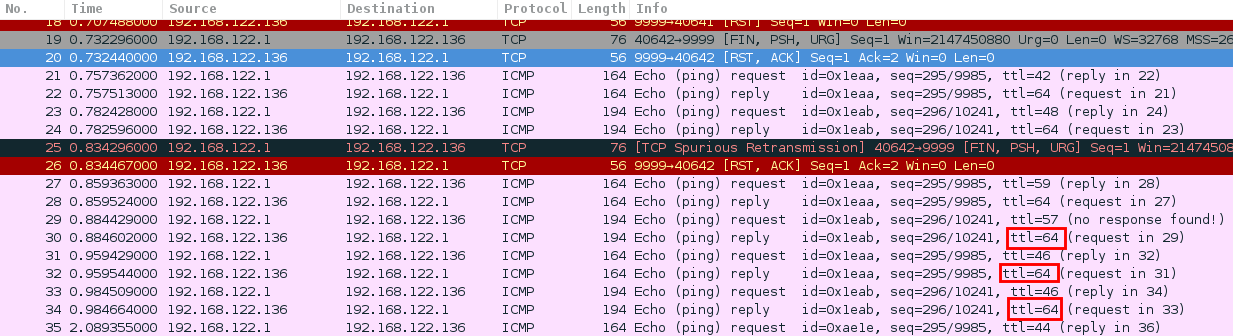 No. Time Source Destination Protocol Length Info
18 0.707488000 192.168.122.136 192.168.122.1 TCP 56 9999→40641 [RST] Seq=1 Win=0 Len=0
19 0.732296000 192.168.122.1 192.168.122.136 TCP 76 40642→9999 [FIN, PSH, URG] Seq=1 Win=2147450880 Urg=0 Len=0 WS=32768 MSS=26
20 0.732440000 192.168.122.136 192.168.122.1 TCP 56 9999→40642 [RST, ACK] Seq=1 Ack=2 Win=0 Len=0
21 0.757362000 192.168.122.1 192.168.122.136 ICMP 164 Echo (ping) request id=0x1eaa, seq=295/9985, ttl=42 (reply in 22)
22 0.757513000 192.168.122.136 192.168.122.1 ICMP 164 Echo (ping) reply id=0x1eaa, seq=295/9985, ttl=64 (request in 21)
23 0.782428000 192.168.122.1 192.168.122.136 ICMP 194 Echo (ping) request id=0x1eab, seq=296/10241, ttl=48 (reply in 24)
24 0.782596000 192.168.122.136 192.168.122.1 ICMP 194 Echo (ping) reply id=0x1eab, seq=296/10241, ttl=64 (request in 23)
25 0.834296000 192.168.122.1 192.168.122.136 TCP 76 [TCP Spurious Retransmission] 40642→9999 [FIN, PSH, URG] Seq=1 Win=21474508
26 0.834467000 192.168.122.136 192.168.122.1 TCP 56 9999→40642 [RST, ACK] Seq=1 Ack=2 Win=0 Len=0
27 0.859363000 192.168.122.1 192.168.122.136 ICMP 164 Echo (ping) request id=0x1eaa, seq=295/9985, ttl=59 (reply in 28)
28 0.859524000 192.168.122.136 192.168.122.1 ICMP 164 Echo (ping) reply id=0x1eaa, seq=295/9985, ttl=64 (request in 27)
29 0.884429000 192.168.122.1 192.168.122.136 ICMP 194 Echo (ping) request id=0x1eab, seq=296/10241, ttl=57 (no response found!)
30 0.884602000 192.168.122.136 192.168.122.1 ICMP 194 Echo (ping) reply id=0x1eab, seq=296/10241, ttl=64 (request in 29)
31 0.959429000 192.168.122.1 192.168.122.136 ICMP 164 Echo (ping) request id=0x1eaa, seq=295/9985, ttl=46 (reply in 32)
32 0.959544000 192.168.122.136 192.168.122.1 ICMP 164 Echo (ping) reply id=0x1eaa, seq=295/9985, ttl=64 (request in 31)
33 0.984509000 192.168.122.1 192.168.122.136 ICMP 194 Echo (ping) request id=0x1eab, seq=296/10241, ttl=46 (reply in 34)
34 0.984664000 192.168.122.136 192.168.122.1 ICMP 194 Echo (ping) reply id=0x1eab, seq=296/10241, ttl=64 (request in 33)
35 2.089355000 192.168.122.1 192.168.122.136 ICMP 164 Echo (ping) request id=0xae1e, seq=295/9985, ttl=44 (reply in 36)